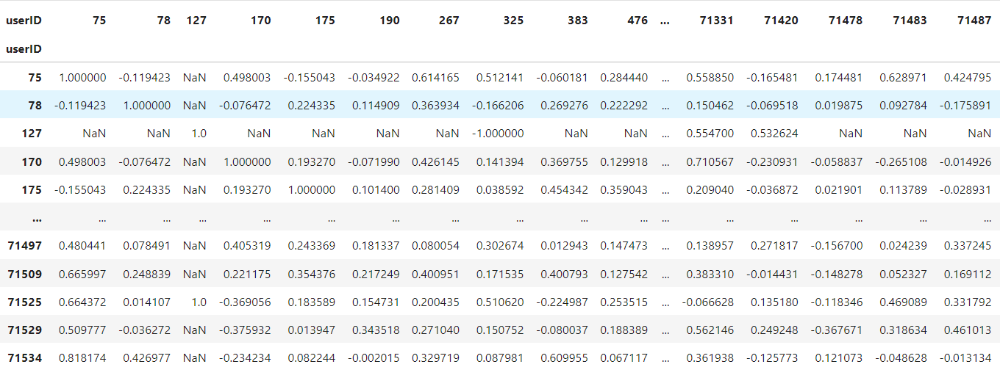 userID 75 78 127 170 175 190 267 325 383 476 ... 71331 71420 71478 71483 71487
userID
75 1.000000 -0.119423 NaN 0.498003 -0.155043 -0.034922 0.614165 0.512141 -0.060181 0.284440 ... 0.558850 -0.165481 0.174481 0.628971 0.424795
78 -0.119423 1.000000 NaN -0.076472 0.224335 0.114909 0.363934 -0.166206 0.269276 0.222292 ... 0.150462 -0.069518 0.019875 0.092784 -0.175891
127 NaN NaN 1.0 NaN NaN NaN NaN -1.000000 NaN NaN ... 0.554700 0.532624 NaN NaN NaN
170 0.498003 -0.076472 NaN 1.000000 0.193270 -0.071990 0.426145 0.141394 0.369755 0.129918 ... 0.710567 -0.230931 -0.058837 -0.265108 -0.014926
175 -0.155043 0.224335 NaN 0.193270 1.000000 0.101400 0.281409 0.038592 0.454342 0.359043 ... 0.209040 -0.036872 0.021901 0.113789 -0.028931
... ... ... ... ... ... ... ... ... ... ... ... ... ... ... ... ...
71497 0.480441 0.078491 NaN 0.405319 0.243369 0.181337 0.080054 0.302674 0.012943 0.147473 ... 0.138957 0.271817 -0.156700 0.024239 0.337245
71509 0.665997 0.248839 NaN 0.221175 0.354376 0.217249 0.400951 0.171535 0.400793 0.127542 ... 0.383310 -0.014431 -0.148278 0.052327 0.169112
71525 0.664372 0.014107 1.0 -0.369056 0.183589 0.154731 0.200435 0.510620 -0.224987 0.253515 ... -0.066628 0.135180 -0.118346 0.469089 0.331792
71529 0.509777 -0.036272 NaN -0.375932 0.013947 0.343518 0.271040 0.150752 -0.080037 0.188389 ... 0.562146 0.249248 -0.367671 0.318634 0.461013
71534 0.818174 0.426977 NaN -0.234234 0.082244 -0.002015 0.329719 0.087981 0.609955 0.067117 ... 0.361938 -0.125773 0.121073 -0.048628 -0.013134